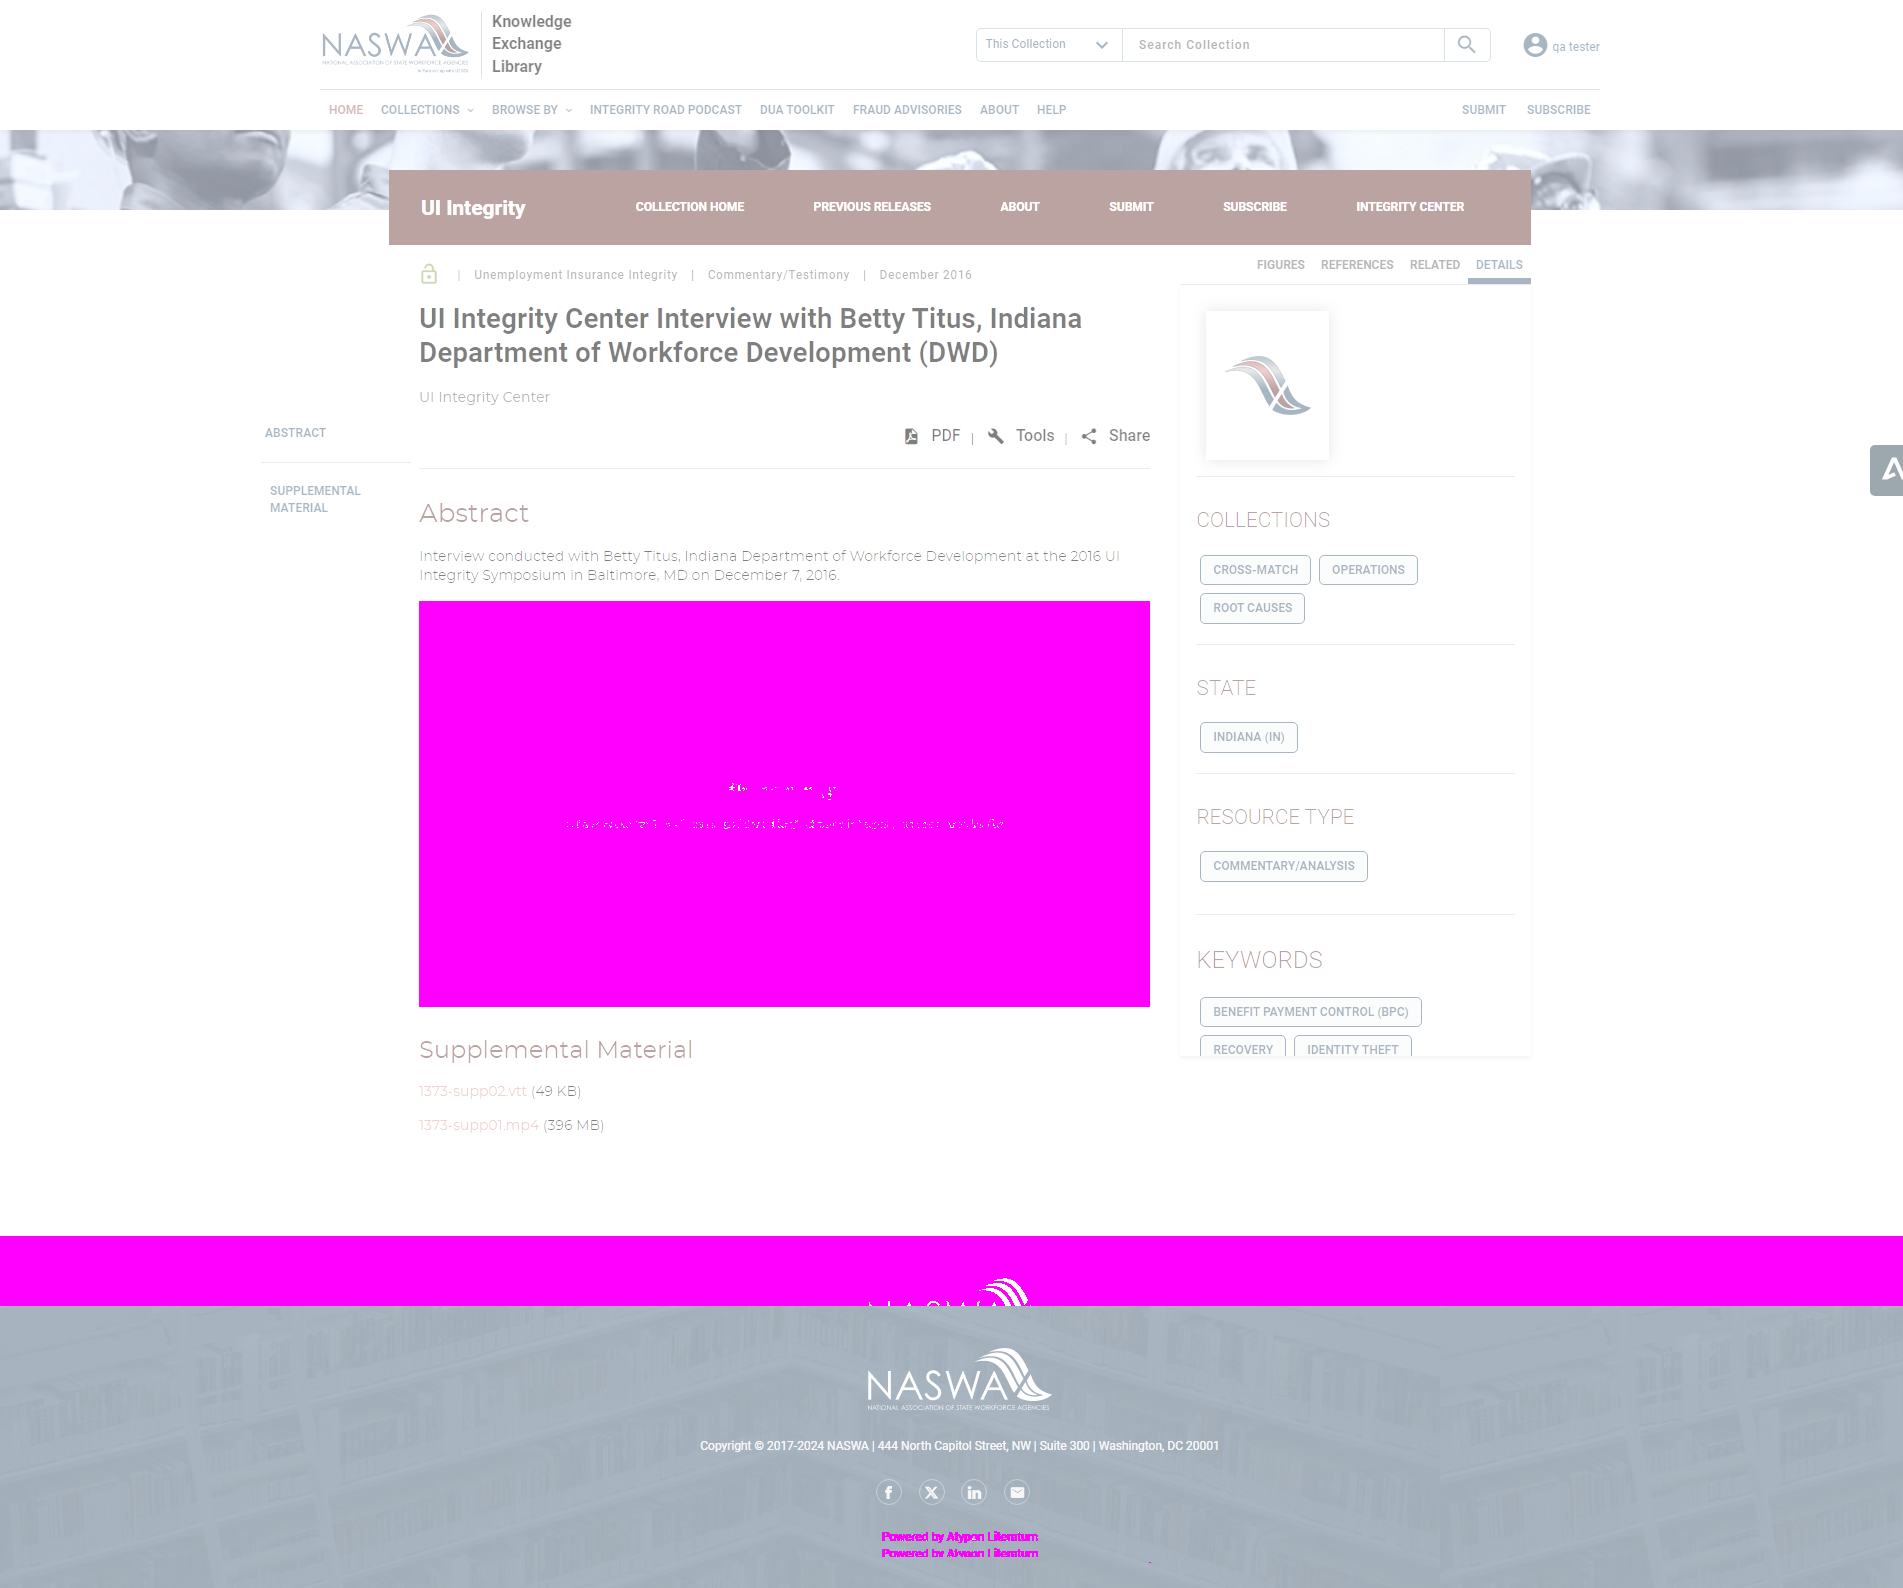 NASWA
NATIONAL ASSOCIATION OF STATE WORKFORCE AGENCIES
Knowledge
Exchange
Library
This Collection
Search Collection
qa tester
HOME
COLLECTIONS
BROWSE BY
INTEGRITY ROAD PODCAST
DUA TOOLKIT
FRAUD ADVISORIES
ABOUT
HELP
SUBMIT
SUBSCRIBE
UI Integrity
COLLECTION HOME
PREVIOUS RELEASES
ABOUT
SUBMIT
SUBSCRIBE
INTEGRITY CENTER
| Unemployment Insurance Integrity | Commentary/Testimony | December 2016
FIGURES
REFERENCES
RELATED
DETAILS
UI Integrity Center Interview with Betty Titus, Indiana
Department of Workforce Development (DWD)
UI Integrity Center
ABSTRACT
SUPPLEMENTAL
MATERIAL
PDF | Tools | Share
Abstract
Interview conducted with Betty Titus, Indiana Department of Workforce Development at the 2016 UI
Integrity Symposium in Baltimore, MD on December 7, 2016.
Supplemental Material
1373-supp02.vtt (49 KB)
1373-supp01.mp4 (396 MB)
COLLECTIONS
CROSS-MATCH
OPERATIONS
ROOT CAUSES
STATE
INDIANA (IN)
RESOURCE TYPE
COMMENTARY/ANALYSIS
KEYWORDS
BENEFIT PAYMENT CONTROL (BPC)
RECOVERY
IDENTITY THEFT
NASWA
NATIONAL ASSOCIATION OF STATE WORKFORCE AGENCIES
Copyright © 2017-2024 NASWA | 444 North Capitol Street, NW | Suite 300 | Washington, DC 20001
Powered by Atypon Literatum
Powered by Atypon Literatum